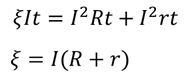 ξIt = I²Rt + I²rt
ξ = I(R + r)